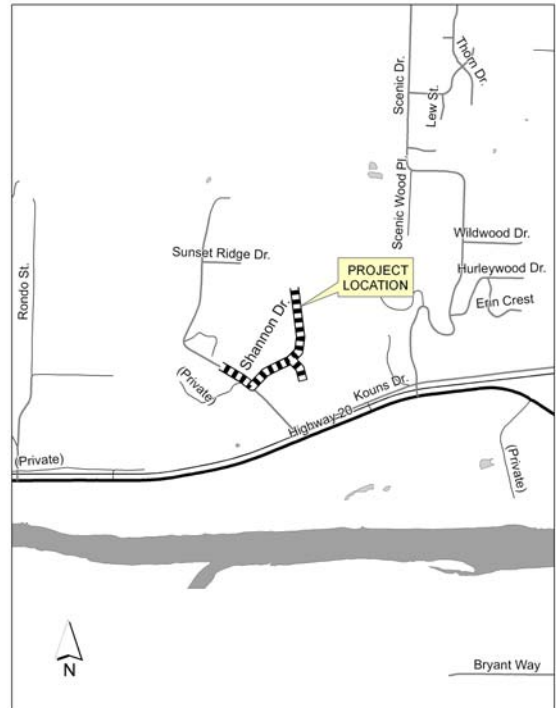 Thorn Dr.
Scenic Dr.
Lew St.
Scenic Wood Pl.
Wildwood Dr.
Sunset Ridge Dr.
Hurleywood Dr.
PROJECT
LOCATION
Rondo St.
Erin Crest
Shannon Dr.
(Private)
Kouns Dr.
Highway 20
(Private)
(Private)
N
Bryant Way